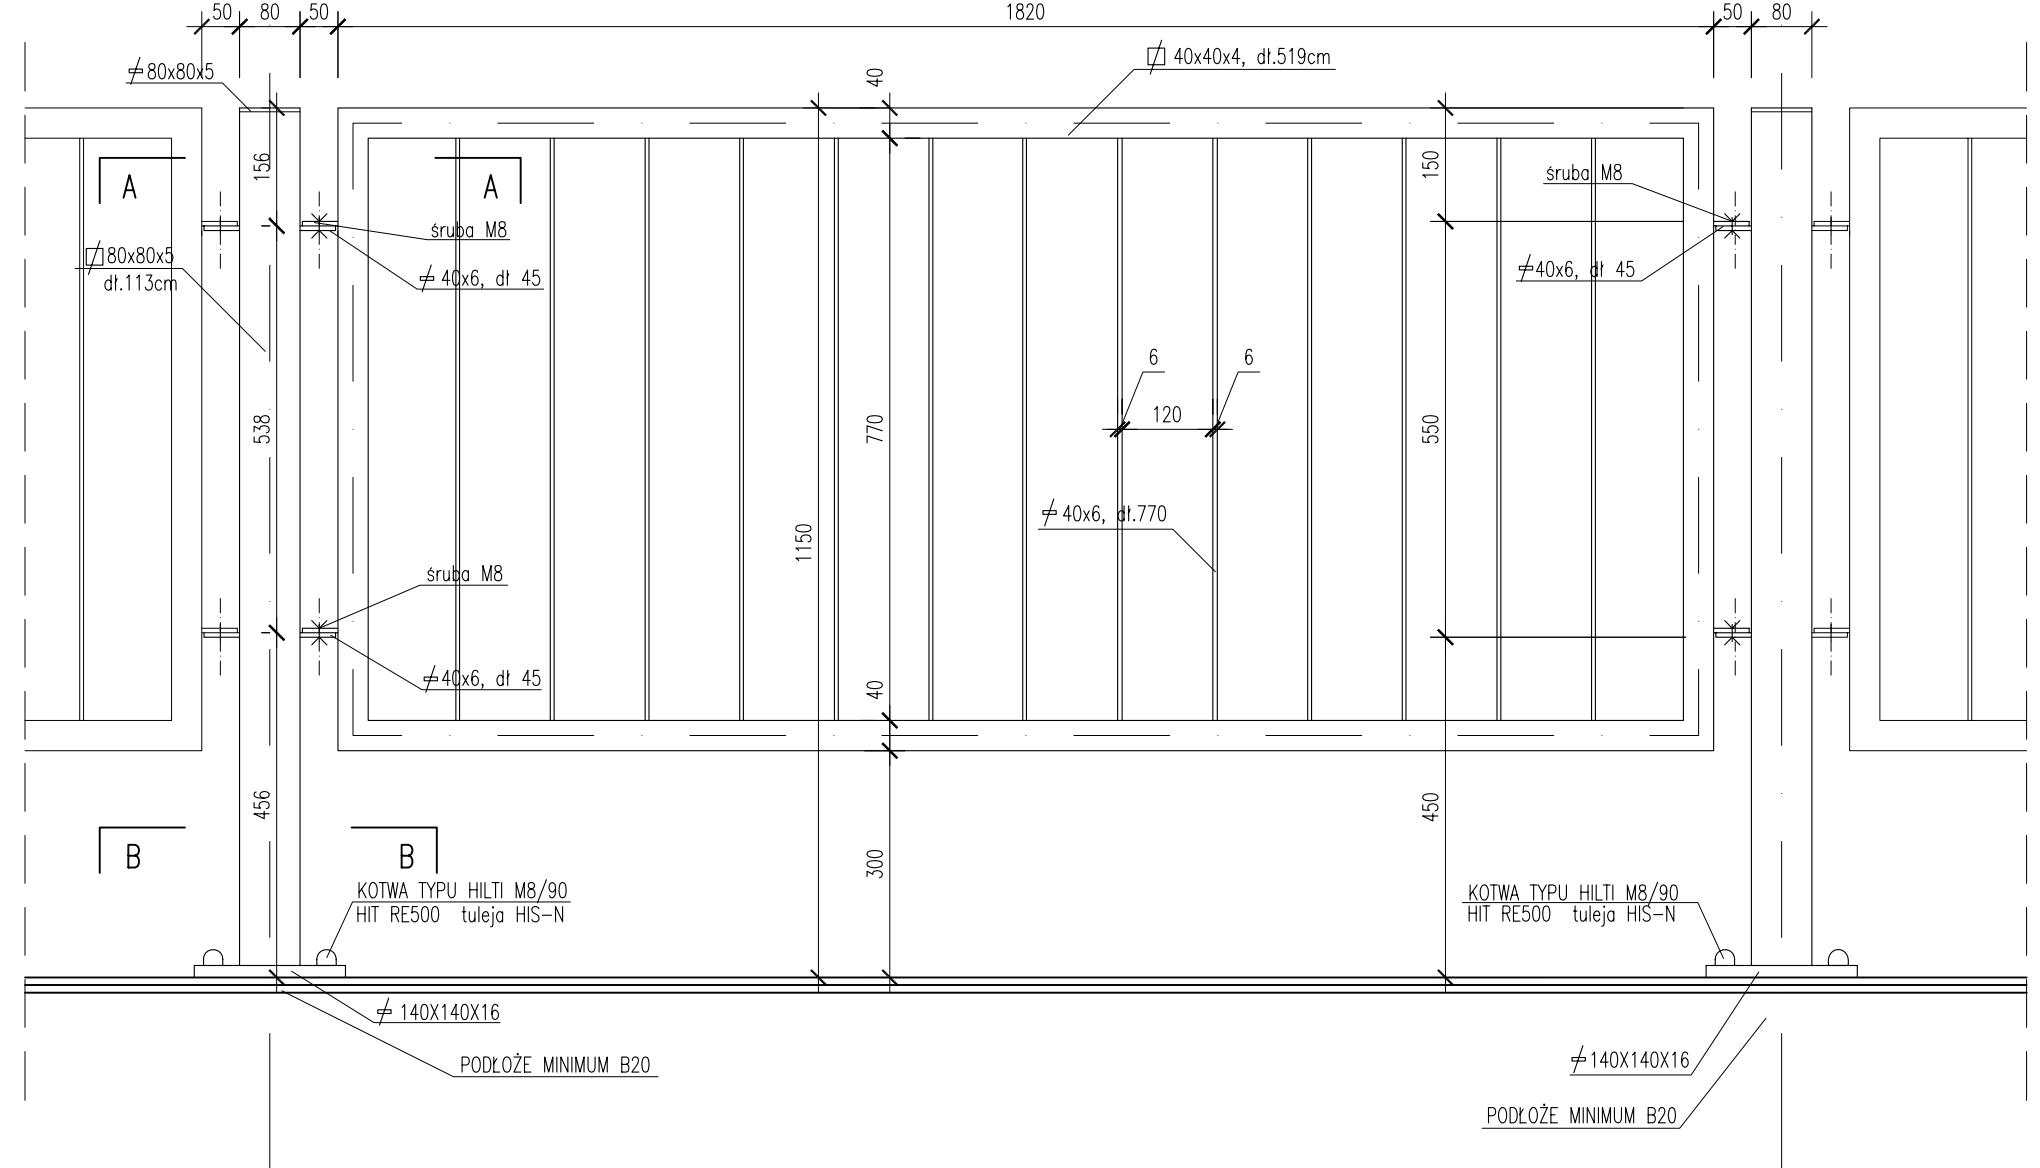 50 80 50 1820 50 80
80x80x5
40
40x40x4, dł.519cm
156
150
A
A
śruba M8
śruba M8
80x80x5
dł.113cm
40x6, dł 45
40x6, dł 45
6
6
120
538
770
550
40x6, dł.770
1150
śruba M8
40x6, dł 45
40
456
450
300
B
B
KOTWA TYPU HILTI M8/90
HIT RE500 tuleja HIS-N
KOTWA TYPU HILTI M8/90
HIT RE500 tuleja HIS-N
140X140X16
PODŁOŻE MINIMUM B20
140X140X16
PODŁOŻE MINIMUM B20